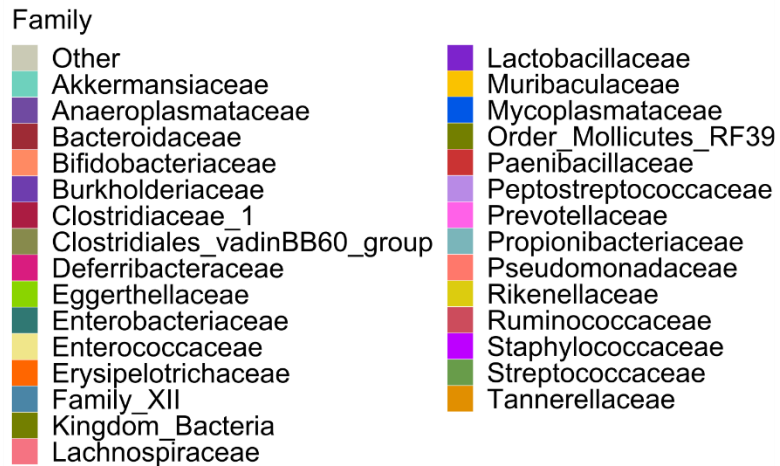 Family
Other
Akkermansiaceae
Anaeroplasmataceae
Bacteroidaceae
Bifidobacteriaceae
Burkholderiaceae
Clostridiaceae_1
Clostridiales_vadinBB60_group
Deferribacteraceae
Eggerthellaceae
Enterobacteriaceae
Enterococcaceae
Erysipelotrichaceae
Family_XII
Kingdom_Bacteria
Lachnospiraceae
Lactobacillaceae
Muribaculaceae
Mycoplasmataceae
Order_Mollicutes_RF39
Paenibacillaceae
Peptostreptococcaceae
Prevotellaceae
Propionibacteriaceae
Pseudomonadaceae
Rikenellaceae
Ruminococcaceae
Staphylococcaceae
Streptococcaceae
Tannerellaceae